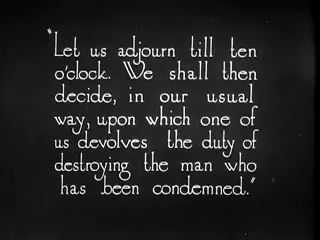 "Let us adjourn till ten
o'clock. We shall then
decide, in our usual
way, upon which one of
us devolves the duty of
destroying the man who
has been condemned."